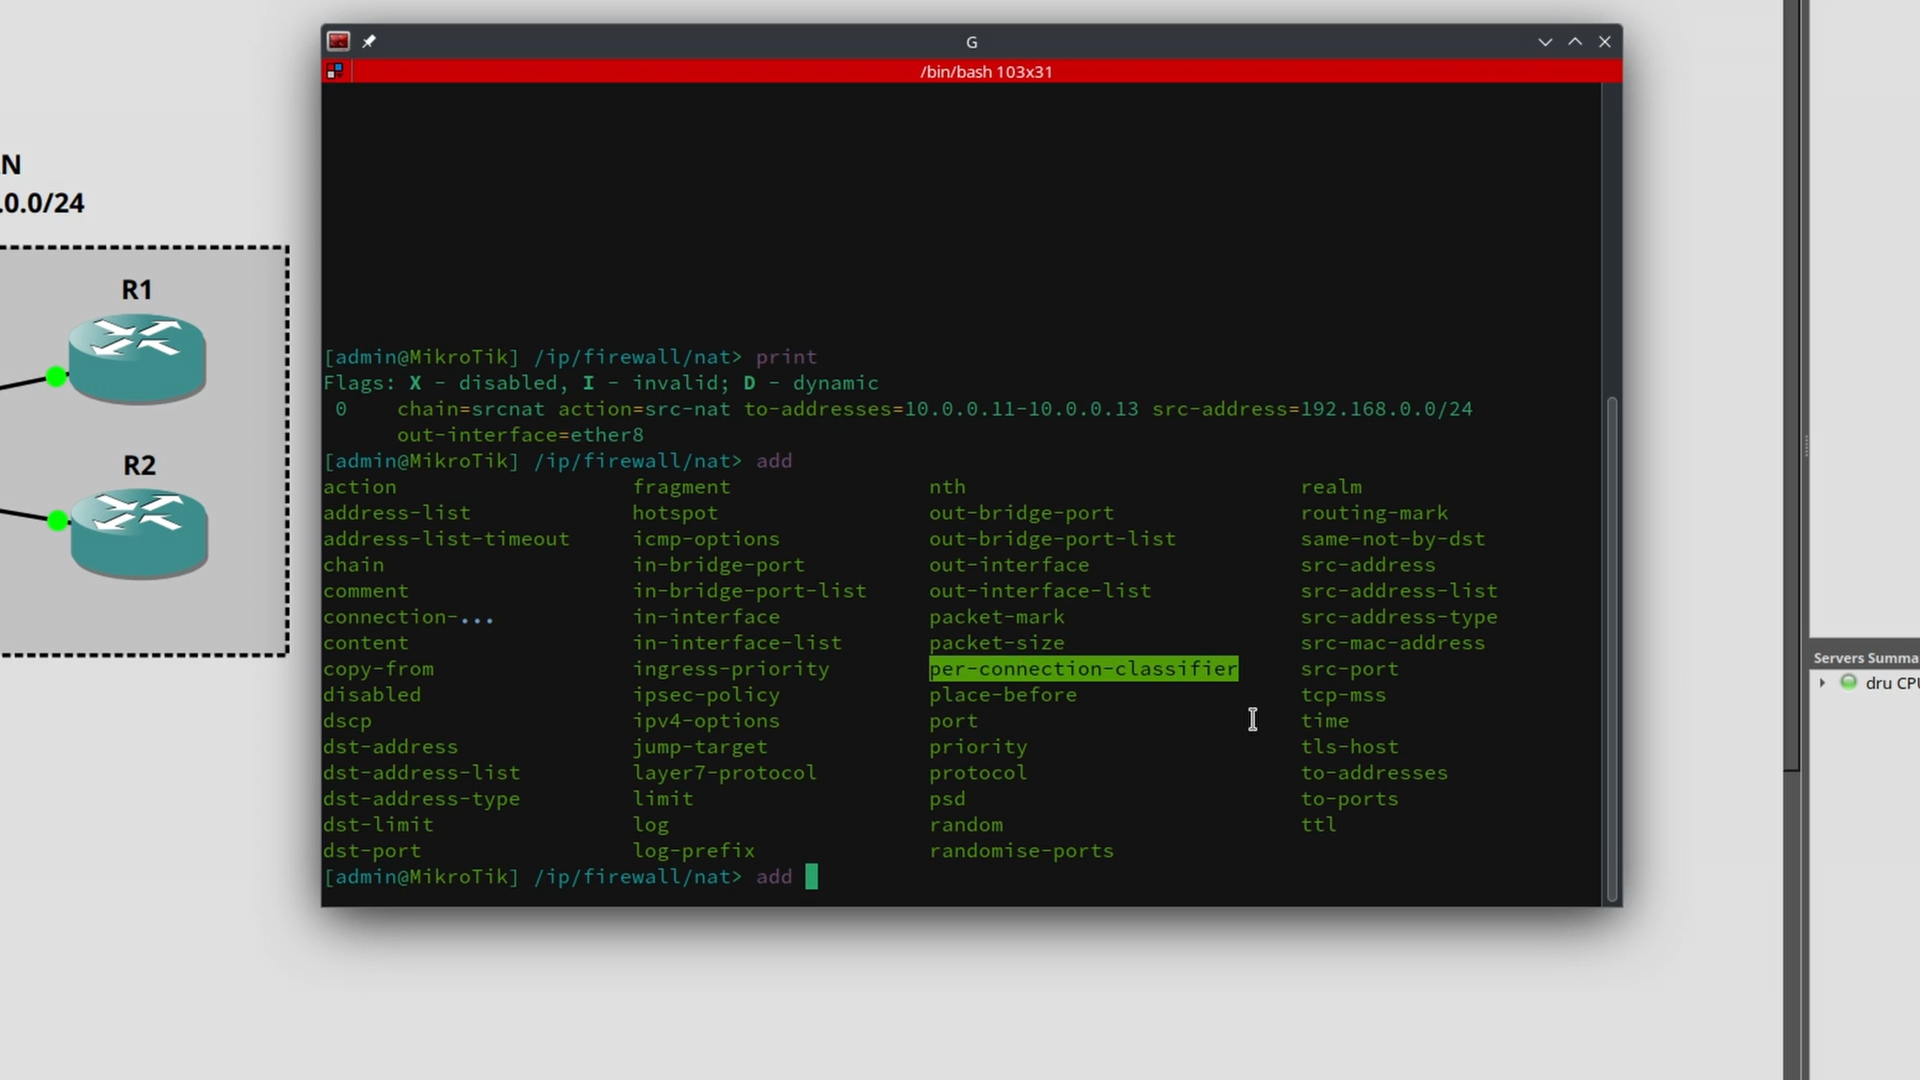 G
/bin/bash 103x31
N
.0.0/24
R1
R2
[admin@MikroTik] /ip/firewall/nat> print
Flags: X - disabled, I - invalid; D - dynamic
0 chain=srcnat action=src-nat to-addresses=10.0.0.11-10.0.0.13 src-address=192.168.0.0/24
out-interface=ether8
[admin@MikroTik] /ip/firewall/nat> add
action fragment nth realm
address-list hotspot out-bridge-port routing-mark
address-list-timeout icmp-options out-bridge-port-list same-not-by-dst
chain in-bridge-port out-interface src-address
comment in-bridge-port-list out-interface-list src-address-list
connection-... in-interface packet-mark src-address-type
content in-interface-list packet-size src-mac-address
copy-from ingress-priority per-connection-classifier src-port
disabled ipsec-policy place-before tcp-mss
dscp ipv4-options port time
dst-address jump-target priority tls-host
dst-address-list layer7-protocol protocol to-addresses
dst-address-type limit psd to-ports
dst-limit log random ttl
dst-port log-prefix randomise-ports
[admin@MikroTik] /ip/firewall/nat> add
Servers Summa
dru CPU